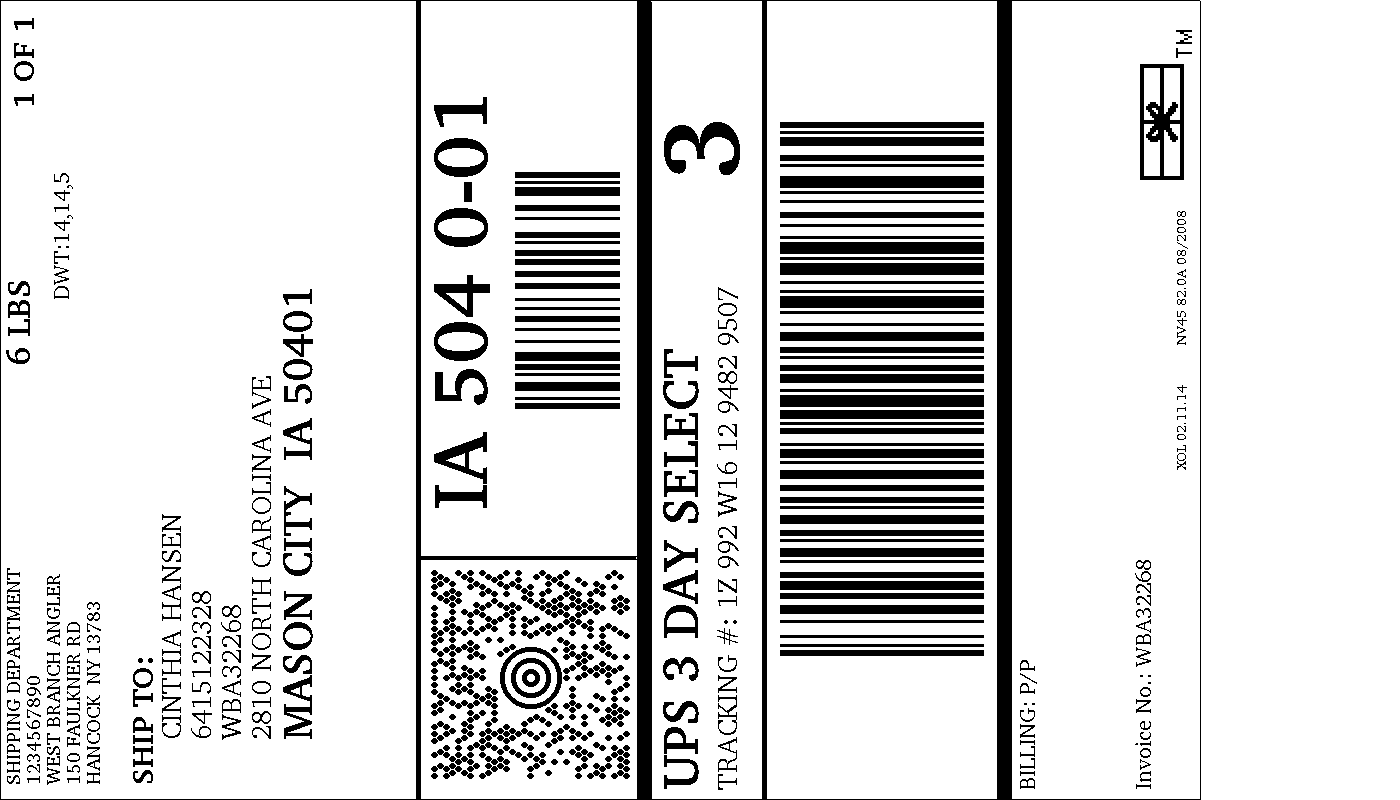 SHIPPING DEPARTMENT
1234567890
WEST BRANCH ANGLER
150 FAULKNER RD
HANCOCK NY 13783
6 LBS
1 OF 1
DWT:14,14,5
SHIP TO:
CINTHIA HANSEN
6415122328
WBA32268
2810 NORTH CAROLINA AVE
MASON CITY IA 50401
IA 504 0-01
UPS 3 DAY SELECT
3
TRACKING #: 1Z 992 W16 12 9482 9507
BILLING: P/P
Invoice No.: WBA32268
XOL 02.11.14
NV45 82.0A 08/2008
TM